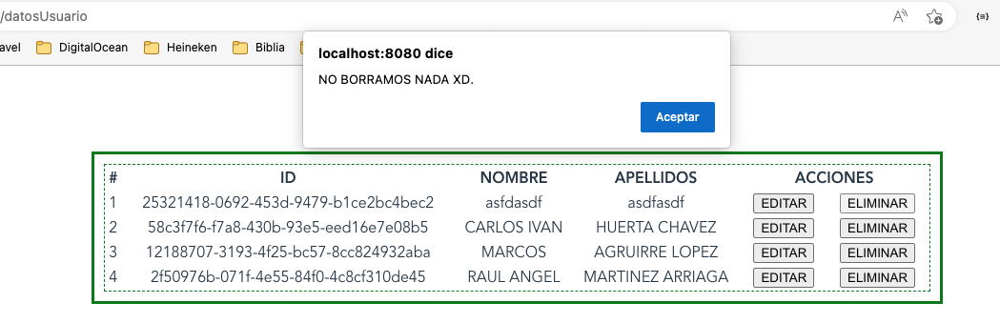 /datosUsuario
avel DigitalOcean Heineken Biblia
localhost:8080 dice
NO BORRAMOS NADA XD.
Aceptar
# ID NOMBRE APELLIDOS ACCIONES
1 25321418-0692-453d-9479-b1ce2bc4bec2 asfdasdf asdfasdf EDITAR ELIMINAR
2 58c3f7f6-f7a8-430b-93e5-eed16e7e08b5 CARLOS IVAN HUERTA CHAVEZ EDITAR ELIMINAR
3 12188707-3193-4f25-bc57-8cc824932aba MARCOS AGRUIRRE LOPEZ EDITAR ELIMINAR
4 2f50976b-071f-4e55-84f0-4c8cf310de45 RAUL ANGEL MARTINEZ ARRIAGA EDITAR ELIMINAR